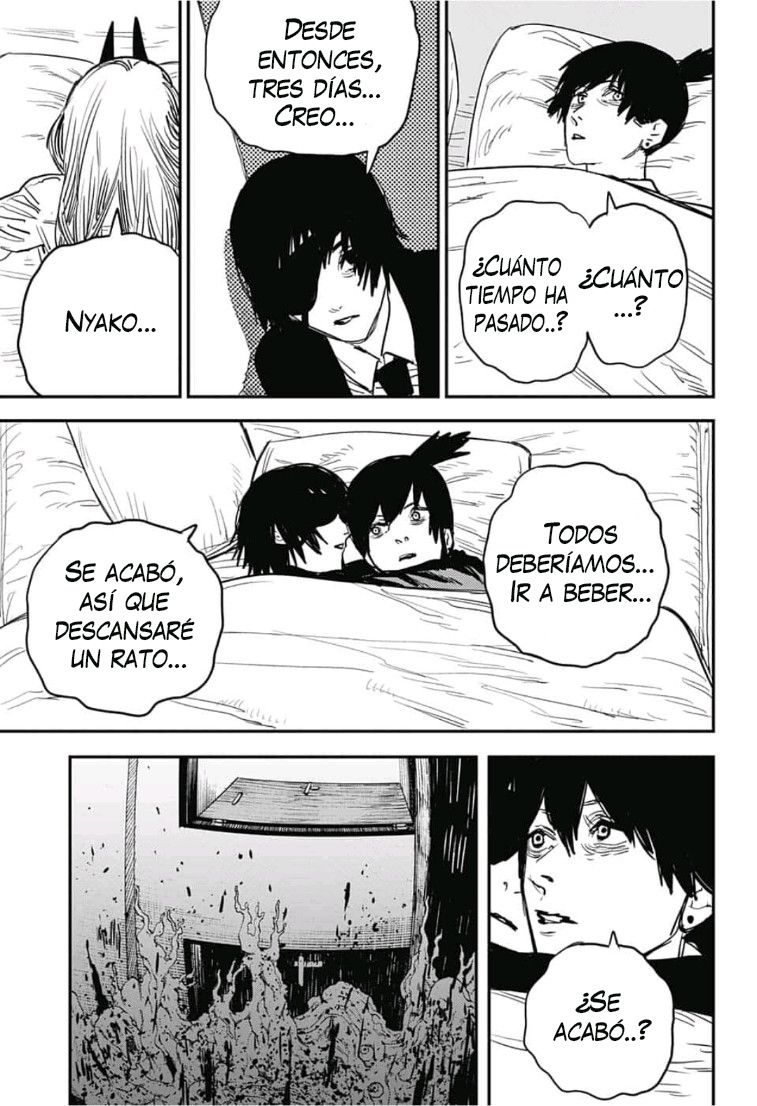 ¿CUÁNTO
...?
¿CUÁNTO
TIEMPO HA
PASADO..?
DESDE
ENTONCES,
TRES DÍAS...
CREO...
NYAKO...
TODOS
DEBERÍAMOS...
IR A BEBER...
SE ACABÓ,
ASÍ QUE
DESCANSARÉ
UN RATO...
¿SE
ACABÓ..?